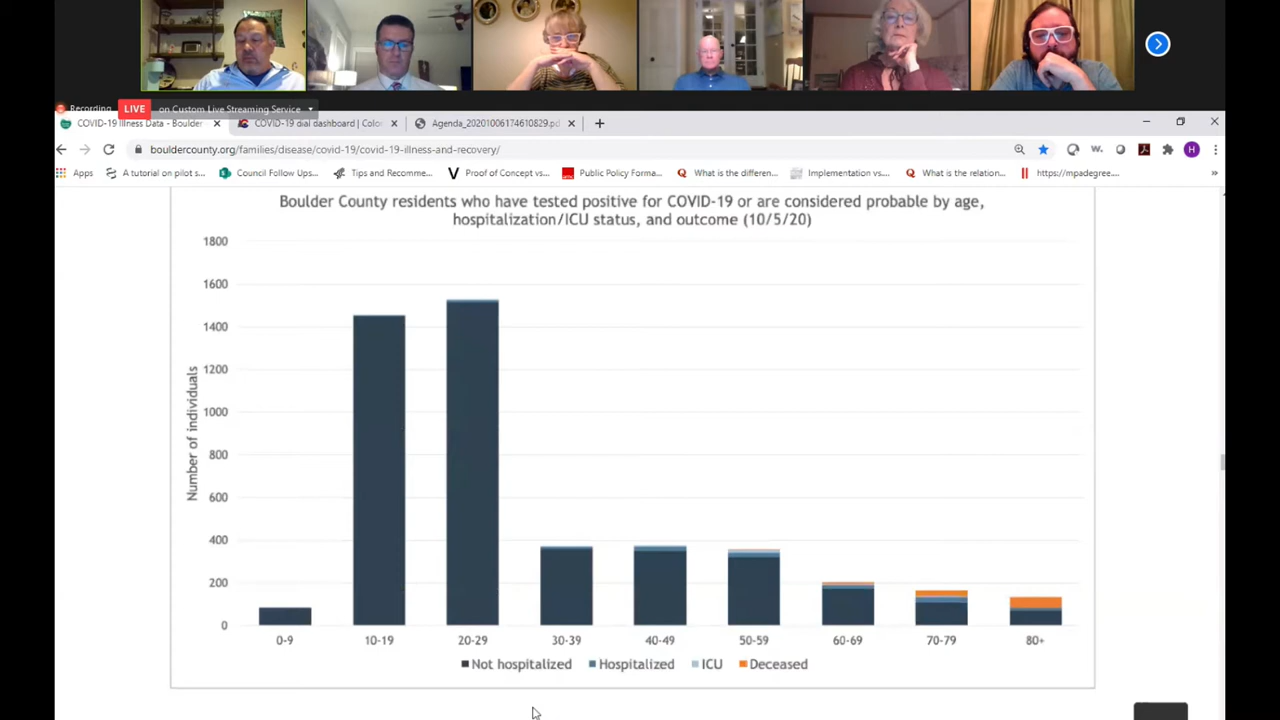 Recording
LIVE
on Custom Live Streaming Service
COVID-19 Illness Data - Boulder
COVID-19 dial dashboard | Colo
Agenda_20201006174610829.pd
bouldercounty.org/families/disease/covid-19/covid-19-illness-and-recovery/
Apps
A tutorial on pilot s...
Council Follow Ups...
Tips and Recomme...
Proof of Concept vs...
Public Policy Forma...
What is the differen...
Implementation vs...
What is the relation...
https://mpadegree....
Boulder County residents who have tested positive for COVID-19 or are considered probable by age,
hospitalization/ICU status, and outcome (10/5/20)
Number of individuals
1800
1600
1400
1200
1000
800
600
400
200
0
0-9 10-19 20-29 30-39 40-49 50-59 60-69 70-79 80+
Not hospitalized Hospitalized ICU Deceased